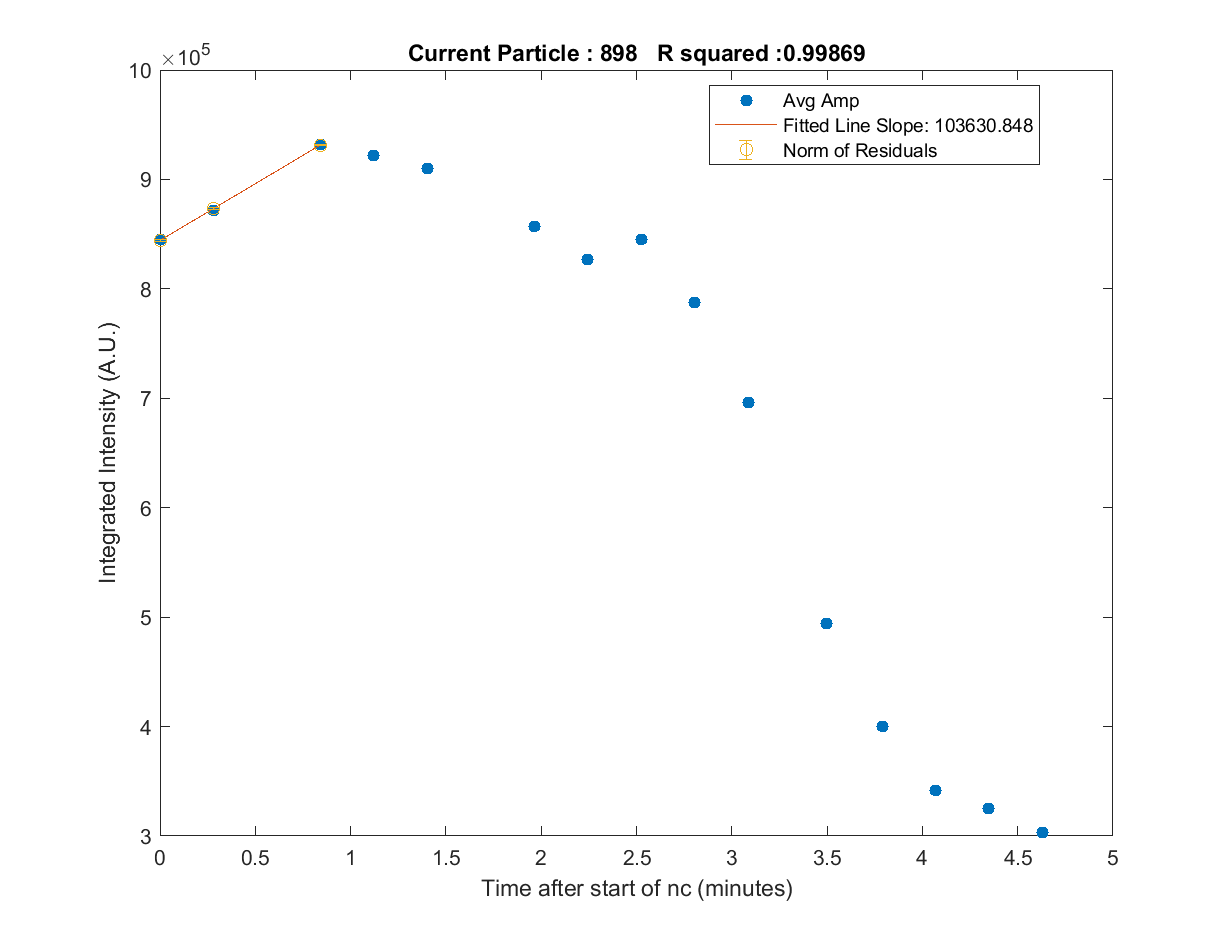 Current Particle : 898 R squared :0.99869
×10^5
10
9
8
7
6
5
4
3
Integrated Intensity (A.U.)
Avg Amp
Fitted Line Slope: 103630.848
Norm of Residuals
0 0.5 1 1.5 2 2.5 3 3.5 4 4.5 5
Time after start of nc (minutes)